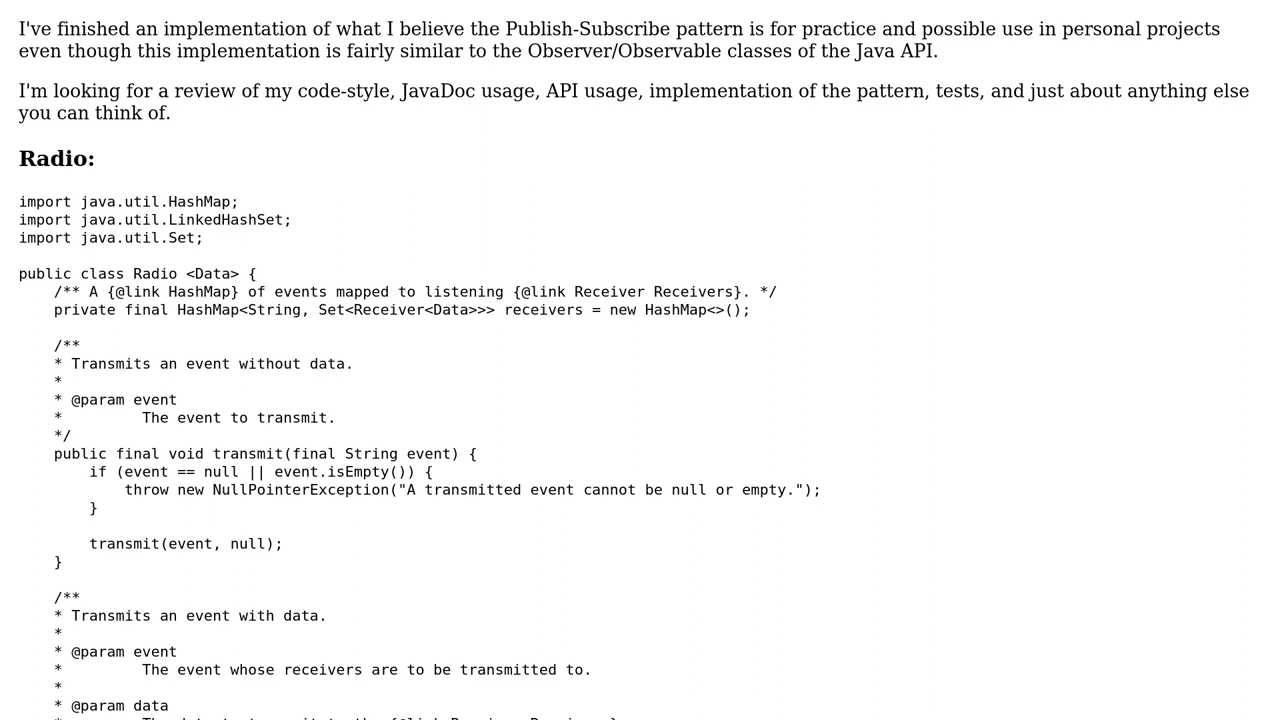 I've finished an implementation of what I believe the Publish-Subscribe pattern is for practice and possible use in personal projects
even though this implementation is fairly similar to the Observer/Observable classes of the Java API.
I'm looking for a review of my code-style, JavaDoc usage, API usage, implementation of the pattern, tests, and just about anything else
you can think of.
Radio:
import java.util.HashMap;
import java.util.LinkedHashSet;
import java.util.Set;
public class Radio <Data> {
    /** A {@link HashMap} of events mapped to listening {@link Receiver Receivers}. */
    private final HashMap<String, Set<Receiver<Data>>> receivers = new HashMap<>();
    /**
    * Transmits an event without data.
    *
    * @param event
    *         The event to transmit.
    */
    public final void transmit(final String event) {
        if (event == null || event.isEmpty()) {
            throw new NullPointerException("A transmitted event cannot be null or empty.");
        }
        transmit(event, null);
    }
    /**
    * Transmits an event with data.
    *
    * @param event
    *         The event whose receivers are to be transmitted to.
    *
    * @param data